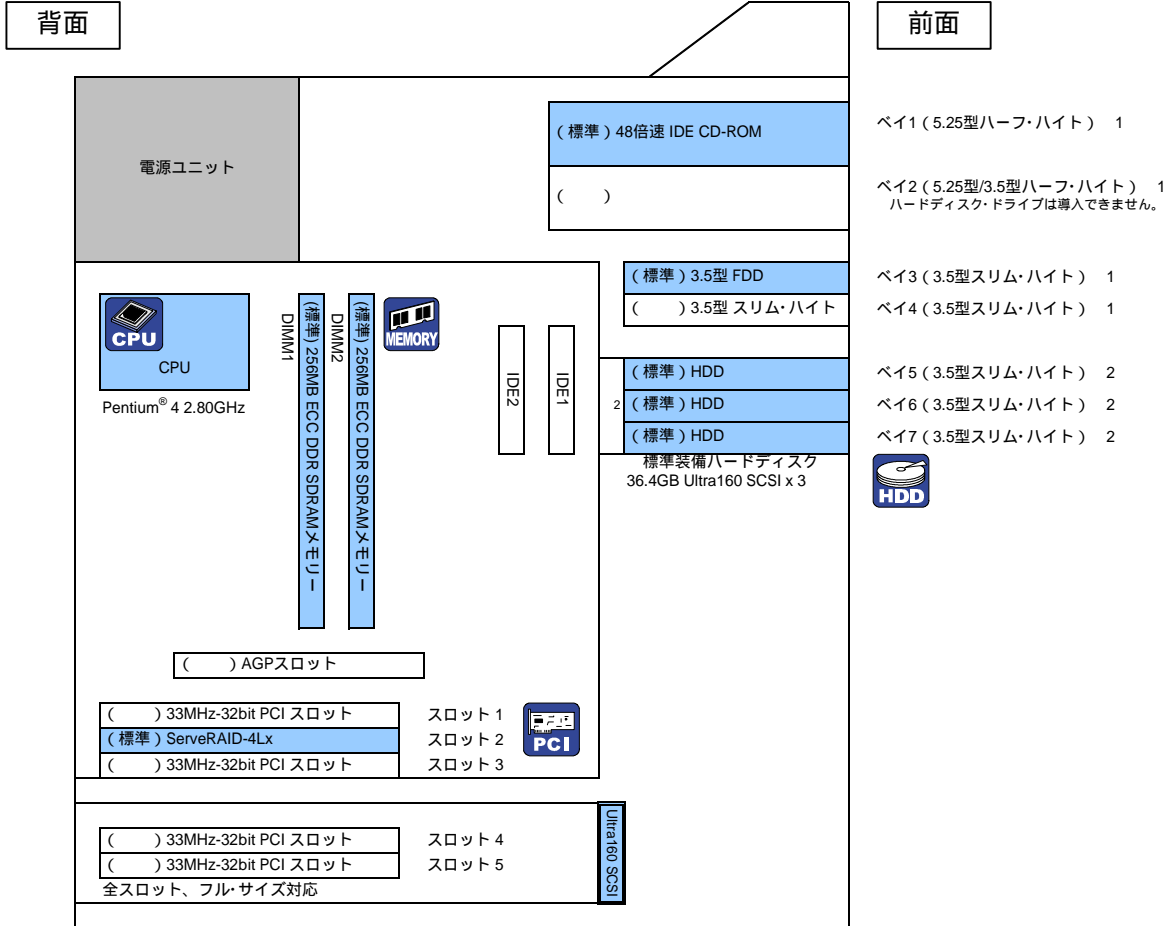 背面
前面
(標準)48倍速 IDE CD-ROM
ベイ1(5.25型ハーフ・ハイト) 1
電源ユニット
( )
ベイ2(5.25型/3.5型ハーフ・ハイト) 1
ハードディスク・ドライブは導入できません。
(標準)3.5型 FDD
ベイ3(3.5型スリム・ハイト) 1
( )3.5型 スリム・ハイト
ベイ4(3.5型スリム・ハイト) 1
CPU
CPU
Pentium® 4 2.80GHz
DIMM1
(標準) 256MB ECC DDR SDRAMメモリー
DIMM2
(標準) 256MB ECC DDR SDRAMメモリー
MEMORY
IDE2
IDE1
2
(標準)HDD
ベイ5(3.5型スリム・ハイト) 2
(標準)HDD
ベイ6(3.5型スリム・ハイト) 2
(標準)HDD
ベイ7(3.5型スリム・ハイト) 2
標準装備ハードディスク
36.4GB Ultra160 SCSI x 3
HDD
( )AGPスロット
( )33MHz-32bit PCI スロット スロット 1
(標準)ServeRAID-4Lx スロット 2
( )33MHz-32bit PCI スロット スロット 3
PCI
( )33MHz-32bit PCI スロット スロット 4
( )33MHz-32bit PCI スロット スロット 5
全スロット、フル・サイズ対応
Ultra160 SCSI